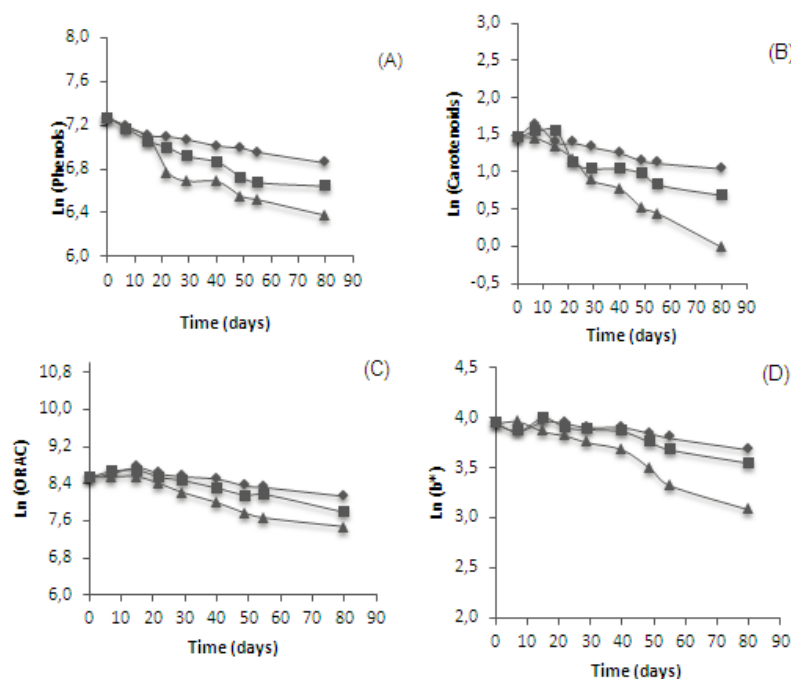 (A)
Ln (Phenols)
8,0
7,6
7,2
6,8
6,4
6,0
0 10 20 30 40 50 60 70 80 90
Time (days)
(B)
Ln (Carotenoids)
3,0
2,5
2,0
1,5
1,0
0,5
0,0
-0,5
0 10 20 30 40 50 60 70 80 90
Time (days)
(C)
Ln (ORAC)
10,8
10,0
9,2
8,4
7,6
6,8
6,0
0 10 20 30 40 50 60 70 80 90
Time (days)
(D)
Ln (b*)
4,5
4,0
3,5
3,0
2,5
2,0
0 10 20 30 40 50 60 70 80 90
Time (days)